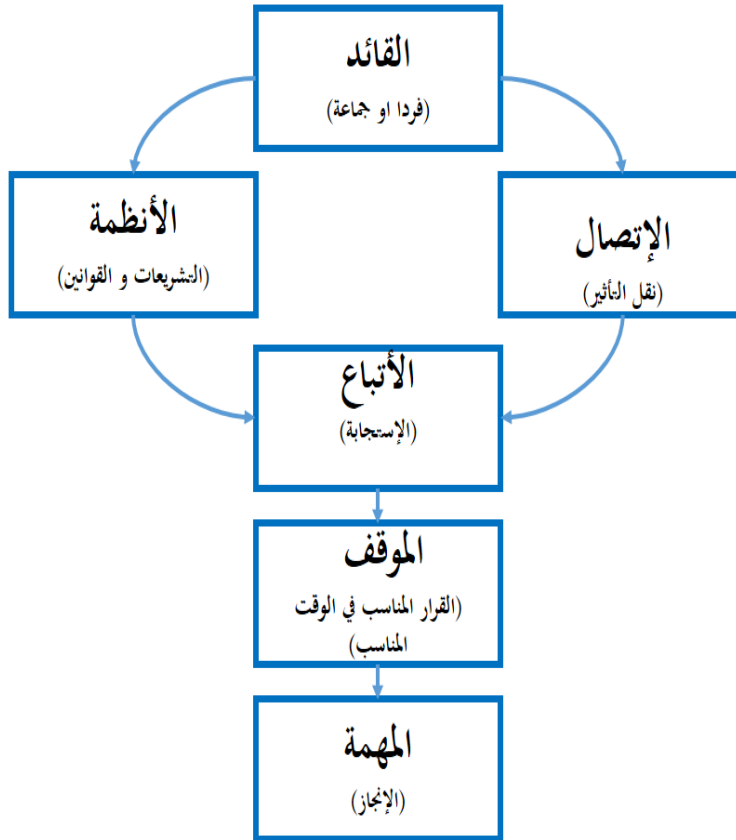 القائد
(فردا او جماعة)
الإتصال
(نقل التأثير)
الأنظمة
(التشريعات و القوانين)
الأتباع
(الإستجابة)
الموقف
(القرار المناسب في الوقت
المناسب)
المهمة
(الإنجاز)